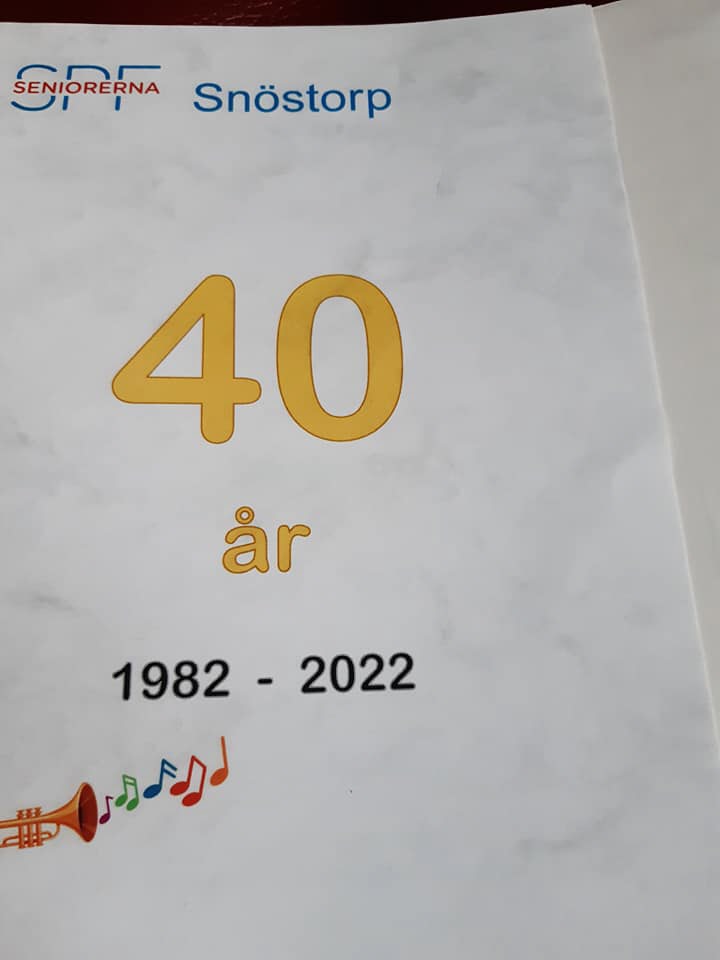 SPF
SENIORERNA Snöstorp
40
år
1982 - 2022